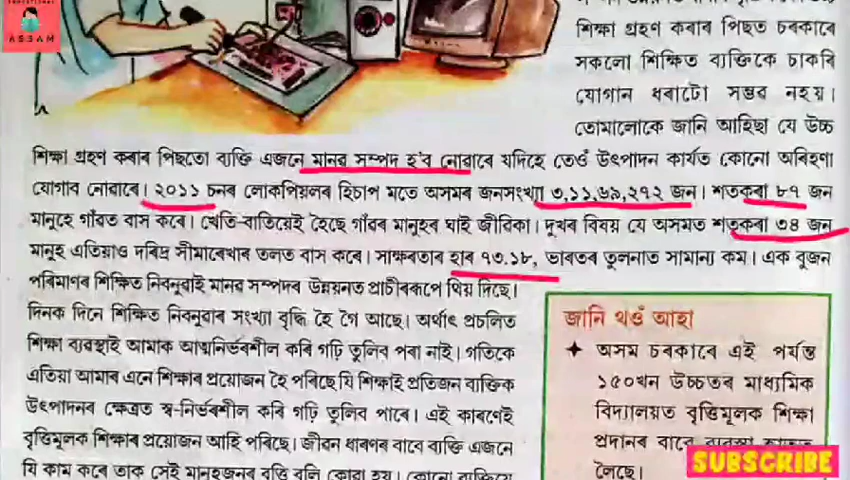 ASSAM
শিক্ষা গ্ৰহণ কৰাৰ পিছত চৰকাৰে
সকলো শিক্ষিত ব্যক্তিকে চাকৰি
যোগান ধৰাটো সম্ভৱ নহয়।
তোমালোকে জানি আহিছা যে উচ্চ
শিক্ষা গ্ৰহণ কৰাৰ পিছতো ব্যক্তি এজনে মানৱ সম্পদ হ'ব নোৱাৰে যদিহে তেওঁ উৎপাদন কাৰ্যত কোনো অৰিহণা
যোগাব নোৱাৰে। ২০১১ চনৰ লোকপিয়লৰ হিচাপ মতে অসমৰ জনসংখ্যা ৩,১১,৬৯,২৭২ জন। শতকৰা ৮৭ জন
মানুহে গাঁৱত বাস কৰে। খেতি-বাতিয়েই হৈছে গাঁৱৰ মানুহৰ ঘাই জীৱিকা। দুখৰ বিষয় যে অসমত শতকৰা ৩৪ জন
মানুহ এতিয়াও দৰিদ্ৰ সীমাৰেখাৰ তলত বাস কৰে। সাক্ষৰতাৰ হাৰ ৭৩.১৮, ভাৰতৰ তুলনাত সামান্য কম। এক বুজন
পৰিমাণৰ শিক্ষিত নিবনুৱাই মানৱ সম্পদৰ উন্নয়নত প্ৰাচীৰৰূপে থিয় দিছে।
দিনক দিনে শিক্ষিত নিবনুৱাৰ সংখ্যা বৃদ্ধি হৈ গৈ আছে। অৰ্থাৎ প্ৰচলিত
শিক্ষা ব্যৱস্থাই আমাক আত্মনিৰ্ভৰশীল কৰি গঢ়ি তুলিব পৰা নাই। গতিকে
এতিয়া আমাৰ এনে শিক্ষাৰ প্ৰয়োজন হৈ পৰিছে যি শিক্ষাই প্ৰতিজন ব্যক্তিক
উৎপাদনৰ ক্ষেত্ৰত স্ব-নিৰ্ভৰশীল কৰি গঢ়ি তুলিব পাৰে। এই কাৰণেই
বৃত্তিমূলক শিক্ষাৰ প্ৰয়োজন আহি পৰিছে। জীৱন ধাৰণৰ বাবে ব্যক্তি এজনে
যি কাম কৰে তাক সেই মানুহজনৰ বৃত্তি বুলি কোৱা হয়। কোনো ব্যক্তিয়ে
জানি থওঁ আহা
✦ অসম চৰকাৰে এই পৰ্যন্ত
১৫০খন উচ্চতৰ মাধ্যমিক
বিদ্যালয়ত বৃত্তিমূলক শিক্ষা
প্ৰদানৰ বাবে ব্যৱস্থা
লৈছে।
SUBSCRIBE